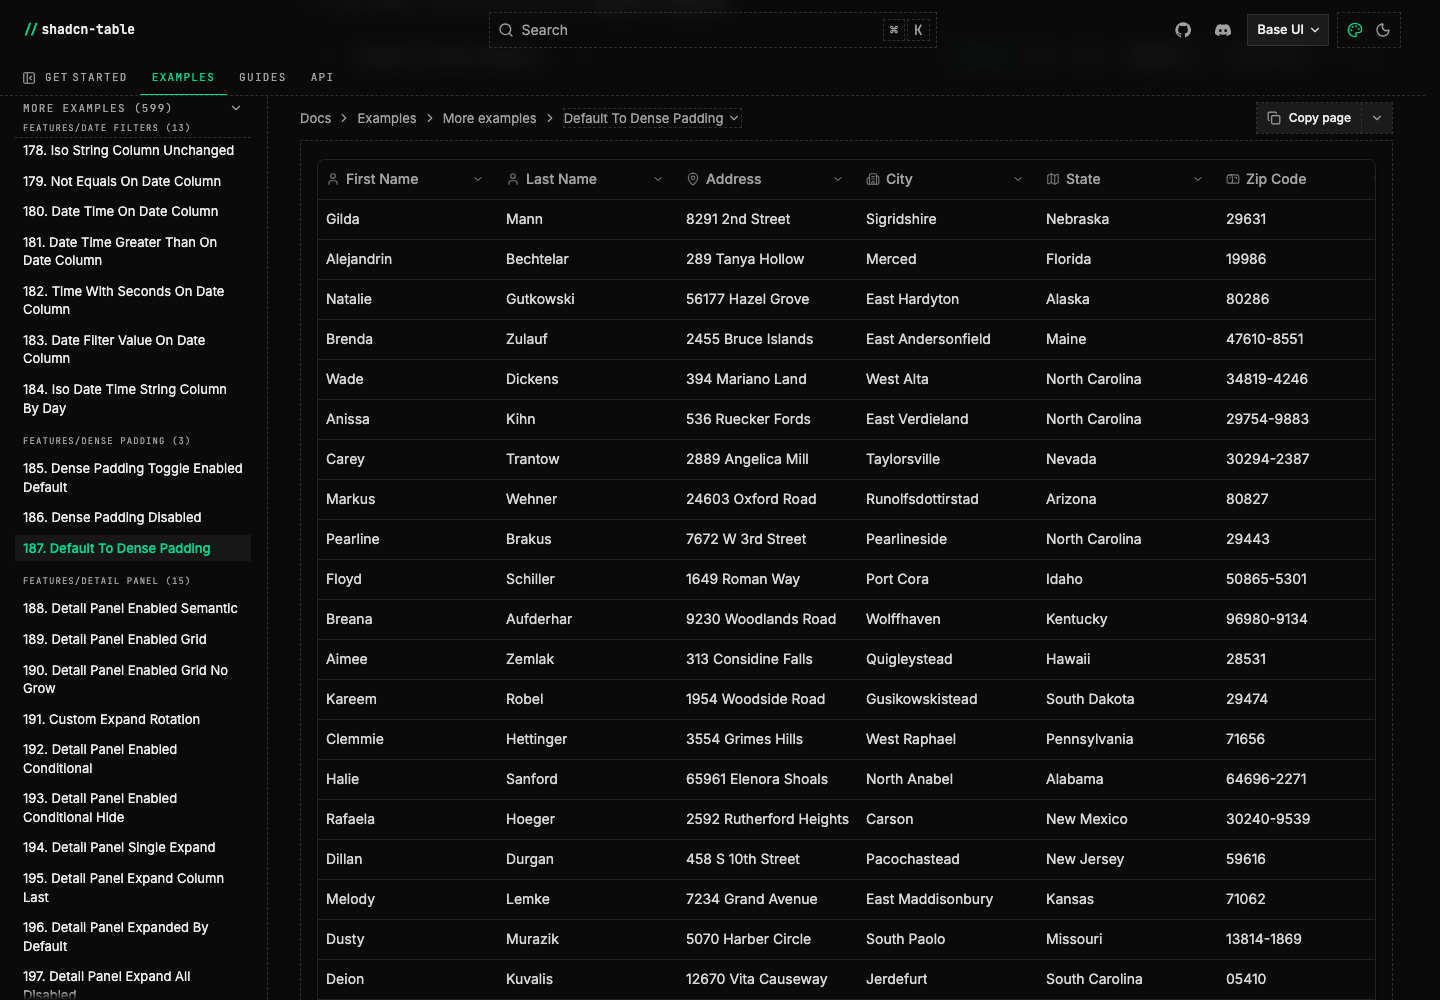 // shadcn-table
Search
⌘ K
Base UI
GET STARTED
EXAMPLES
GUIDES
API
MORE EXAMPLES (599)
FEATURES/DATE FILTERS (13)
178. Iso String Column Unchanged
179. Not Equals On Date Column
180. Date Time On Date Column
181. Date Time Greater Than On
Date Column
182. Time With Seconds On Date
Column
183. Date Filter Value On Date
Column
184. Iso Date Time String Column
By Day
FEATURES/DENSE PADDING (3)
185. Dense Padding Toggle Enabled
Default
186. Dense Padding Disabled
187. Default To Dense Padding
FEATURES/DETAIL PANEL (15)
188. Detail Panel Enabled Semantic
189. Detail Panel Enabled Grid
190. Detail Panel Enabled Grid No
Grow
191. Custom Expand Rotation
192. Detail Panel Enabled
Conditional
193. Detail Panel Enabled
Conditional Hide
194. Detail Panel Single Expand
195. Detail Panel Expand Column
Last
196. Detail Panel Expanded By
Default
197. Detail Panel Expand All
Disabled
Docs > Examples > More examples > Default To Dense Padding
Copy page
First Name Last Name Address City State Zip Code
Gilda Mann 8291 2nd Street Sigridshire Nebraska 29631
Alejandrin Bechtelar 289 Tanya Hollow Merced Florida 19986
Natalie Gutkowski 56177 Hazel Grove East Hardyton Alaska 80286
Brenda Zulauf 2455 Bruce Islands East Andersonfield Maine 47610-8551
Wade Dickens 394 Mariano Land West Alta North Carolina 34819-4246
Anissa Kihn 536 Ruecker Fords East Verdieland North Carolina 29754-9883
Carey Trantow 2889 Angelica Mill Taylorsville Nevada 30294-2387
Markus Wehner 24603 Oxford Road Runolfsdottirstad Arizona 80827
Pearline Brakus 7672 W 3rd Street Pearlineside North Carolina 29443
Floyd Schiller 1649 Roman Way Port Cora Idaho 50865-5301
Breana Aufderhar 9230 Woodlands Road Wolffhaven Kentucky 96980-9134
Aimee Zemlak 313 Considine Falls Quigleystead Hawaii 28531
Kareem Robel 1954 Woodside Road Gusikowskistead South Dakota 29474
Clemmie Hettinger 3554 Grimes Hills West Raphael Pennsylvania 71656
Halie Sanford 65961 Elenora Shoals North Anabel Alabama 64696-2271
Rafaela Hoeger 2592 Rutherford Heights Carson New Mexico 30240-9539
Dillan Durgan 458 S 10th Street Pacochastead New Jersey 59616
Melody Lemke 7234 Grand Avenue East Maddisonbury Kansas 71062
Dusty Murazik 5070 Harber Circle South Paolo Missouri 13814-1869
Deion Kuvalis 12670 Vita Causeway Jerdefurt South Carolina 05410